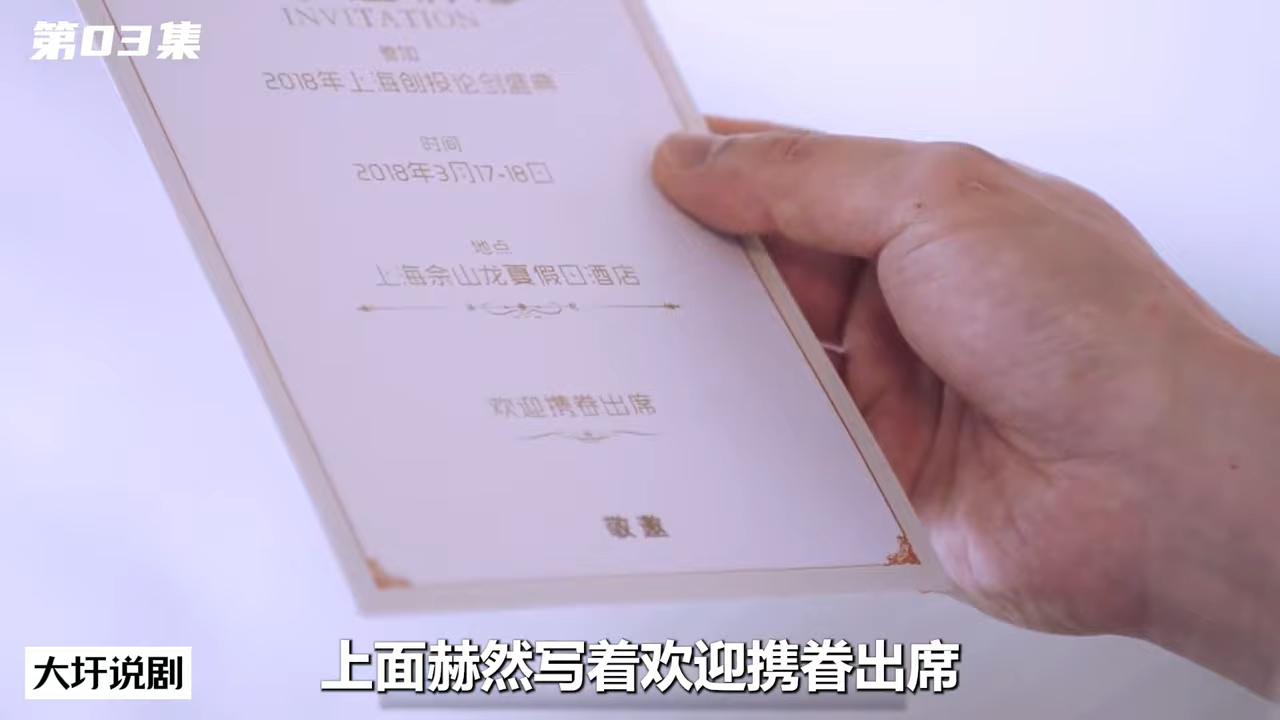 第03集
INVITATION
参加
2018年上海创投论剑盛典
时间
2018年3月17-18日
地点
上海佘山龙夏假日酒店
欢迎携眷出席
敬邀
大圩说剧
上面赫然写着欢迎携眷出席